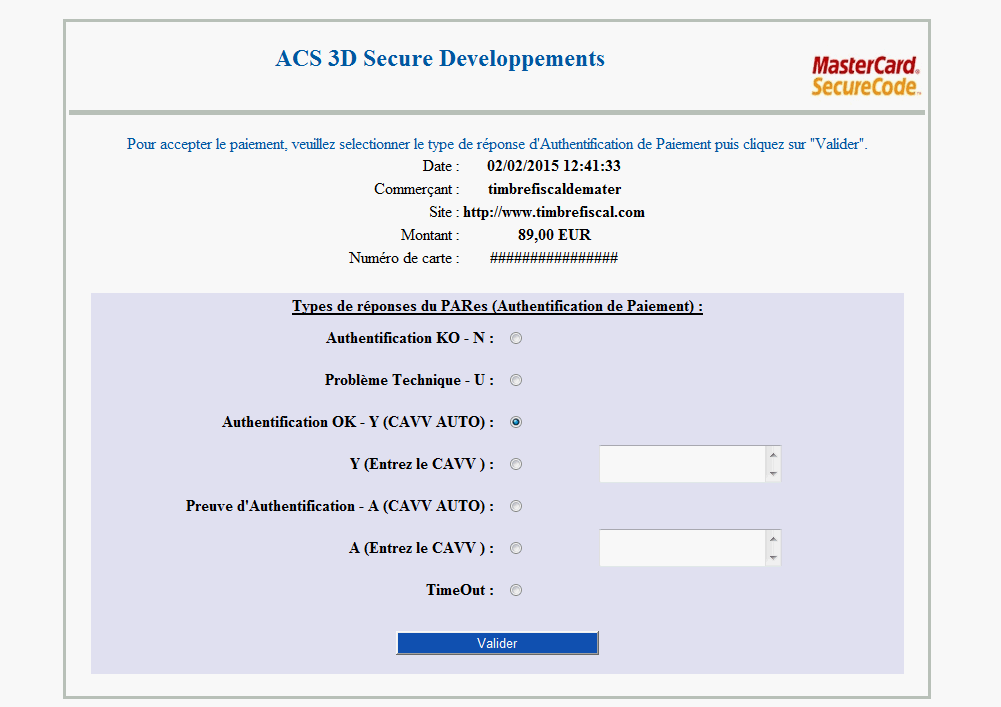 ACS 3D Secure Developpements
MasterCard.
SecureCode™
Pour accepter le paiement, veuillez selectionner le type de réponse d'Authentification de Paiement puis cliquez sur "Valider".
Date : 02/02/2015 12:41:33
Commerçant : timbrefiscaldemater
Site : http://www.timbrefiscal.com
Montant : 89,00 EUR
Numéro de carte : ################
Types de réponses du PARes (Authentification de Paiement) :
Authentification KO - N :
Problème Technique - U :
Authentification OK - Y (CAVV AUTO) :
Y (Entrez le CAVV ) :
Preuve d'Authentification - A (CAVV AUTO) :
A (Entrez le CAVV ) :
TimeOut :
Valider